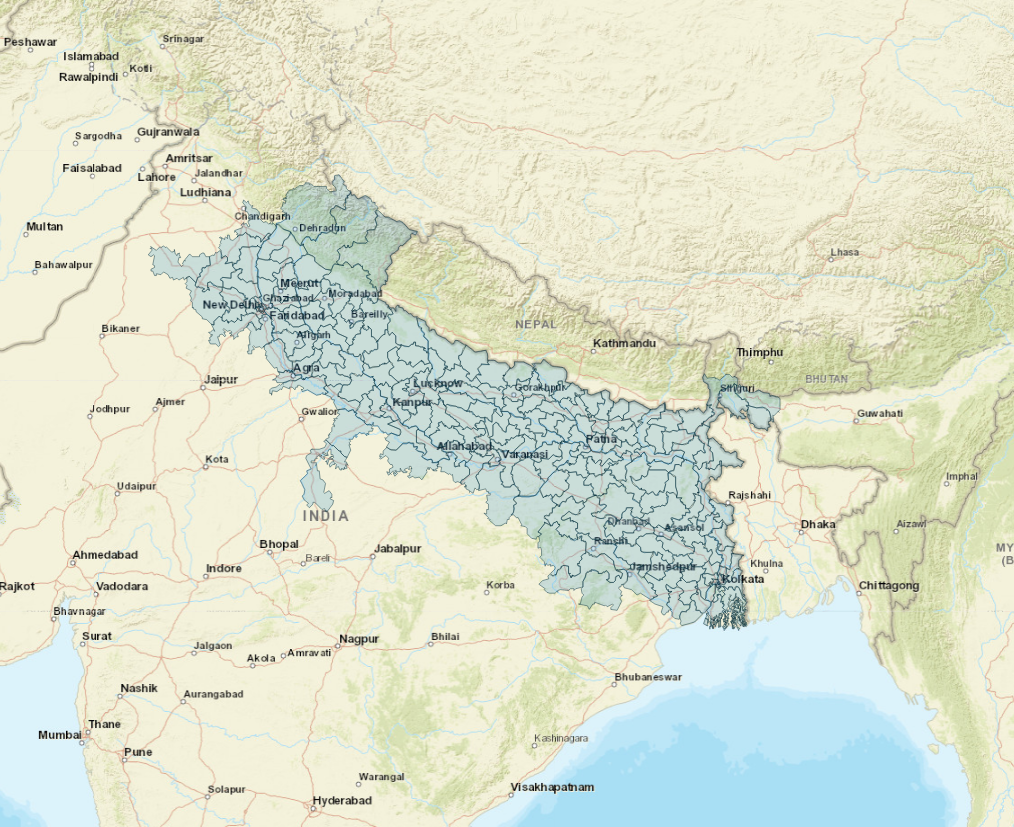 Peshawar
Srinagar
Islamabad
Rawalpindi
Kotli
Sargodha
Gujranwala
Faisalabad
Lahore
Amritsar
Jalandhar
Ludhiana
Chandigarh
Dehradun
Multan
Bahawalpur
Lhasa
New Delhi
Meerut
Ghaziabad
Moradabad
Faridabad
Bareilly
Bikaner
Aligarh
NEPAL
Kathmandu
Thimphu
BHUTAN
Agra
Jaipur
Lucknow
Gorakhpur
Siliguri
Jodhpur
Ajmer
Gwalior
Kanpur
Guwahati
Kota
Allahabad
Varanasi
Patna
Imphal
Udaipur
INDIA
Rajshahi
Dhanbad
Asansol
Dhaka
Aizawl
Ranchi
MY
(B
Ahmedabad
Bhopal
Bareli
Jabalpur
Jamshedpur
Khulna
Kolkata
Chittagong
Rajkot
Vadodara
Indore
Korba
Bhavnagar
Surat
Jalgaon
Akola
Amravati
Nagpur
Bhilai
Nashik
Aurangabad
Bhubaneswar
Mumbai
Thane
Pune
Kashinagara
Solapur
Warangal
Hyderabad
Visakhapatnam